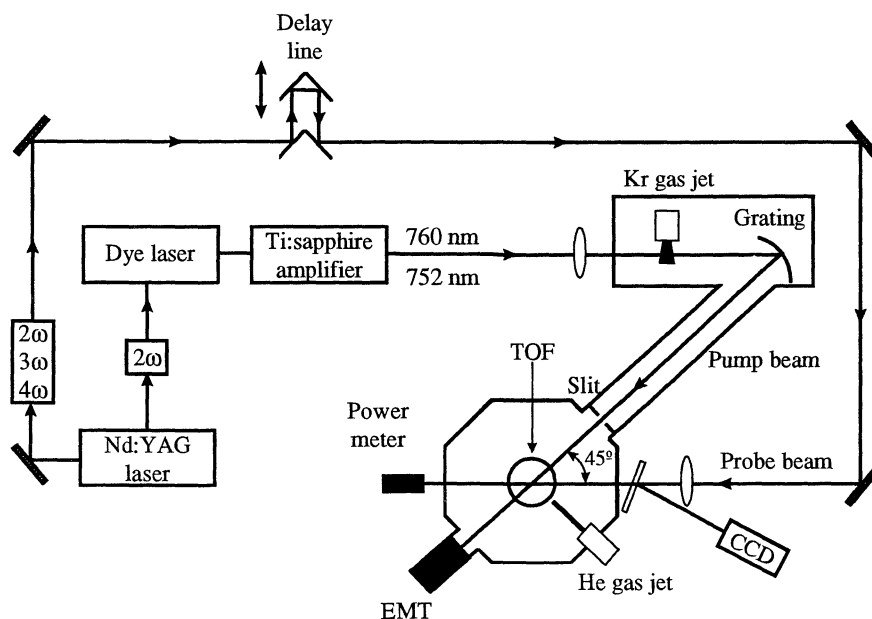 Delay
line
Kr gas jet
Grating
Dye laser
Ti:sapphire
amplifier
760 nm
752 nm
2ω
3ω
4ω
2ω
TOF
Slit
Pump beam
Power
meter
Nd:YAG
laser
45º
Probe beam
CCD
He gas jet
EMT